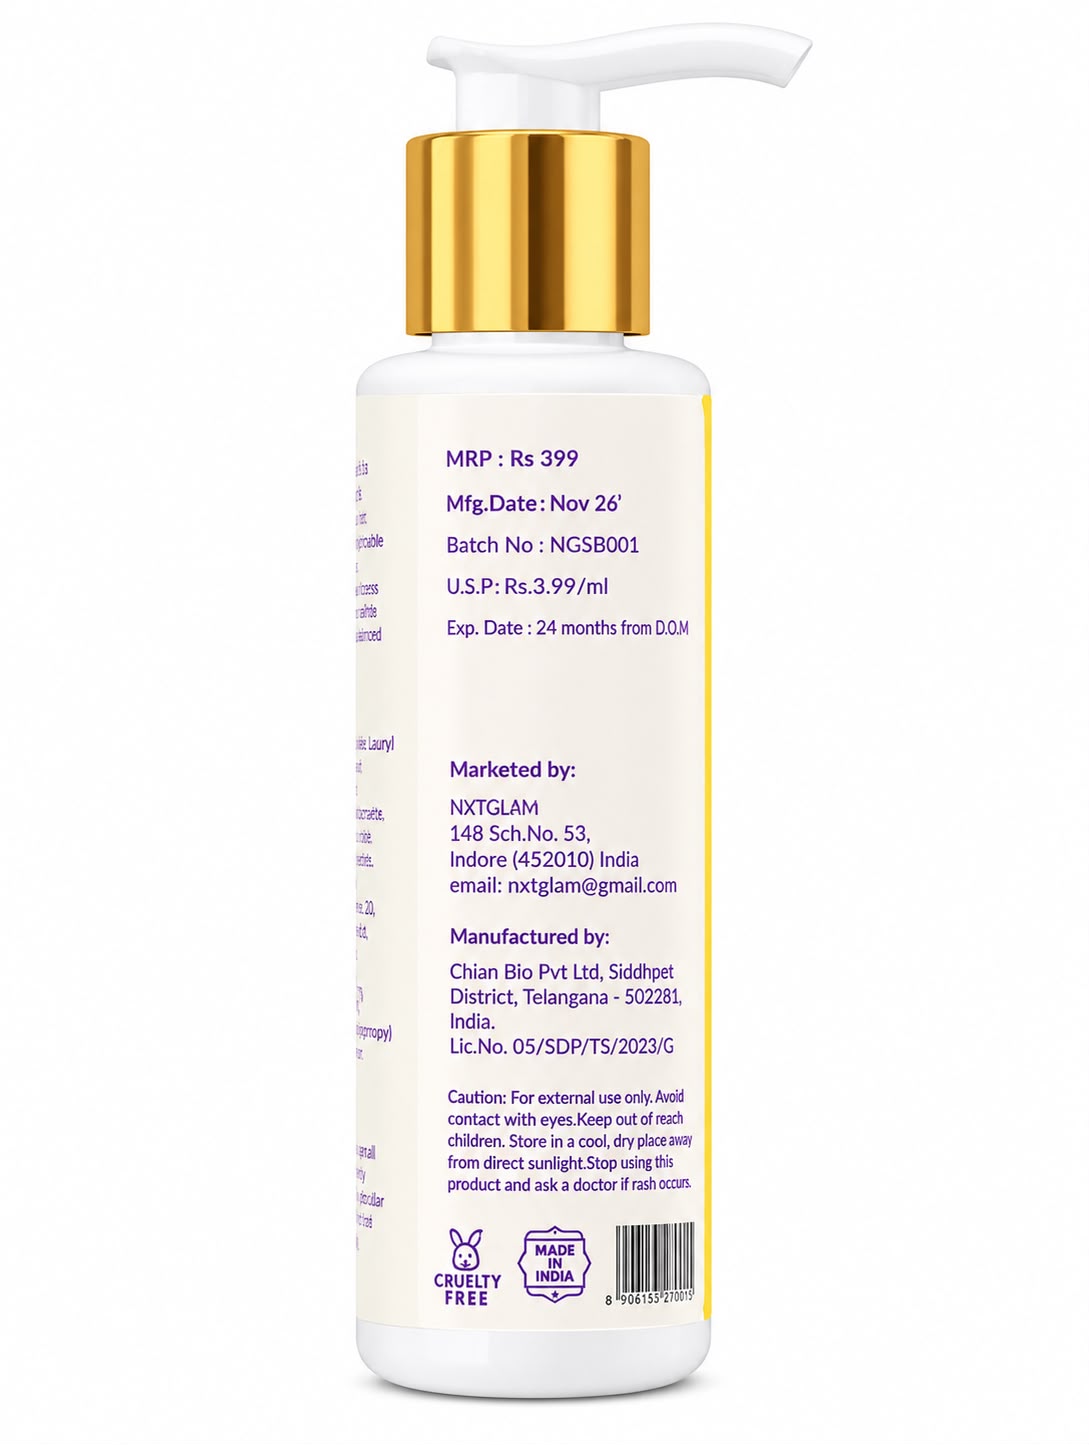 MRP : Rs 399
Mfg.Date : Nov 26'
Batch No : NGSB001
U.S.P: Rs.3.99/ml
Exp. Date : 24 months from D.O.M
Lauryl
20,
Marketed by:
NXTGLAM
148 Sch.No. 53,
Indore (452010) India
email: nxtglam@gmail.com
Manufactured by:
Chian Bio Pvt Ltd, Siddhpet
District, Telangana - 502281,
India.
Lic.No. 05/SDP/TS/2023/G
Caution: For external use only. Avoid
contact with eyes.Keep out of reach
children. Store in a cool, dry place away
from direct sunlight.Stop using this
product and ask a doctor if rash occurs.
CRUELTY
FREE
MADE
IN
INDIA
8 906155 270015